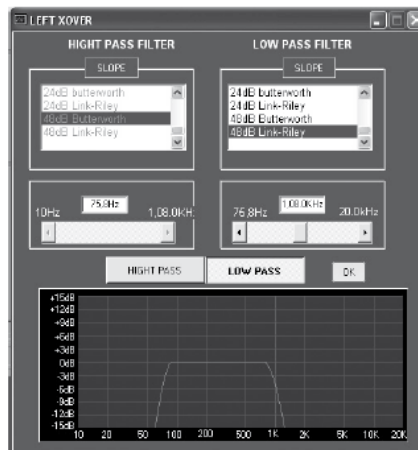 LEFT XOVER
HIGHT PASS FILTER
LOW PASS FILTER
SLOPE
24dB butterworth
24dB Link-Riley
48dB Butterworth
48dB Link-Riley
SLOPE
24dB butterworth
24dB Link-Riley
48dB Butterworth
48dB Link-Riley
75,8Hz
10Hz
1,08.0KH
1,08.0KHz
75,8Hz
20.0kHz
HIGHT PASS
LOW PASS
OK
+15dB
+12dB
+9dB
+6dB
+3dB
0dB
-3dB
-6dB
-9dB
-12dB
-15dB
10 20 50 100 200 500 1K 2K 5K 10K 20K